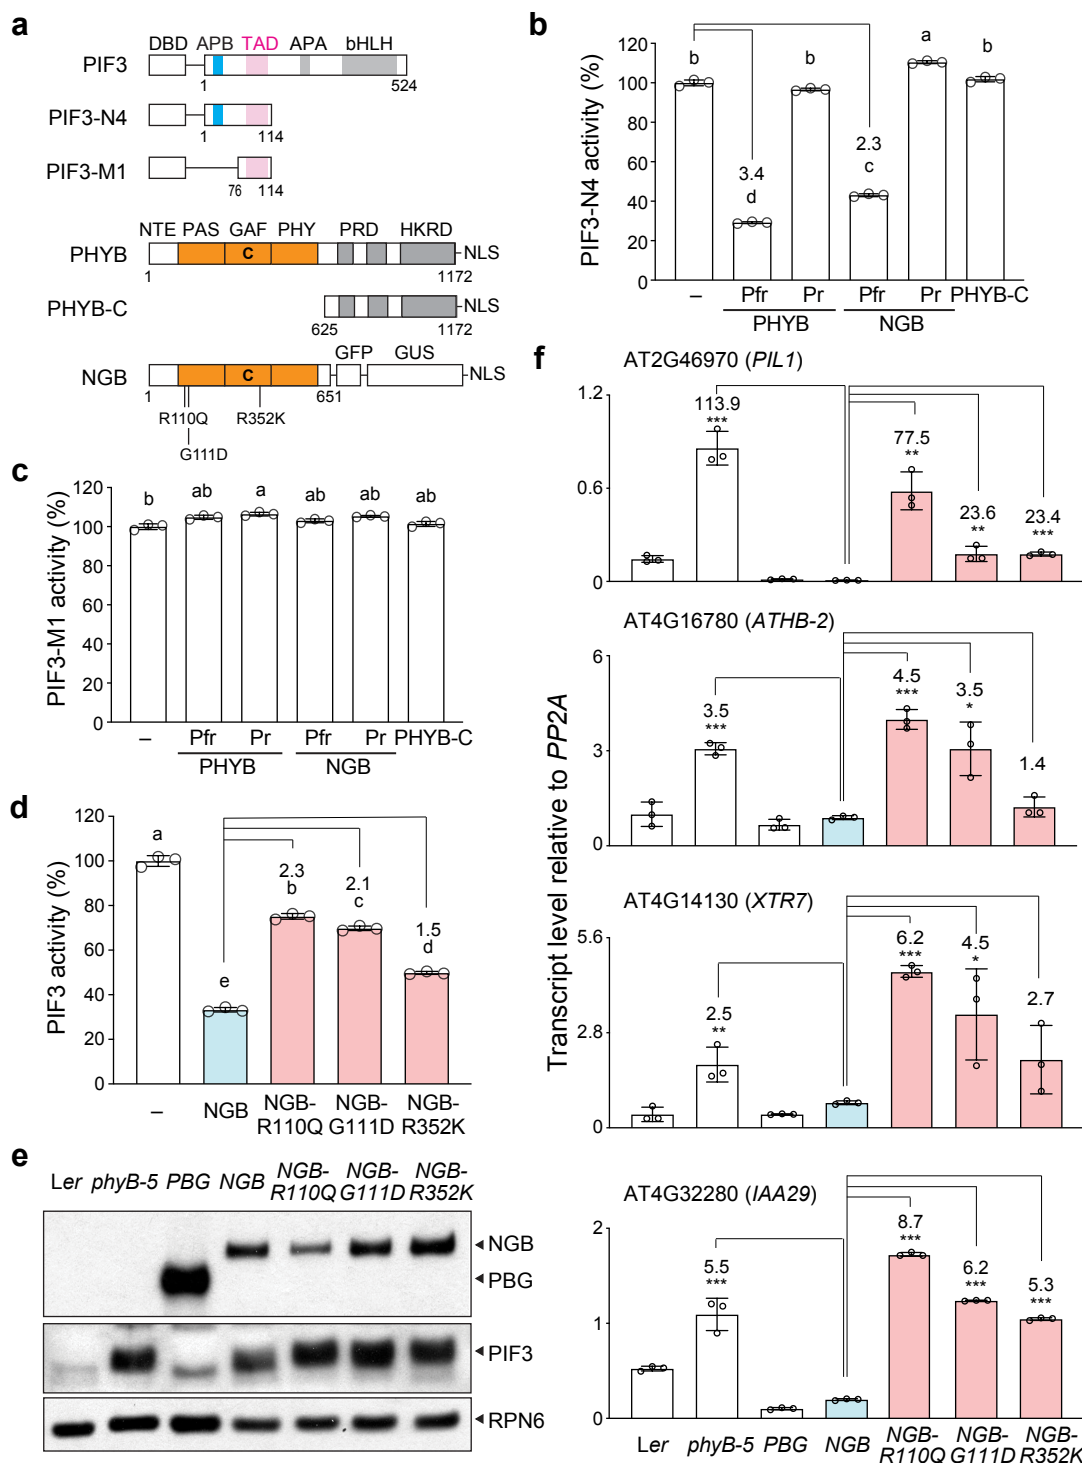 a
DBD APB TAD APA bHLH
PIF3
1 524
PIF3-N4
1 114
PIF3-M1
76 114
NTE PAS GAF PHY PRD HKRD
PHYB C NLS
1 1172
PHYB-C NLS
625 1172
GFP GUS
NGB C NLS
1 651
R110Q R352K
G111D
b
PIF3-N4 activity (%)
120
100
80
60
40
20
0
b 3.4 d b 2.3 c a b
– Pfr Pr Pfr Pr PHYB-C
PHYB NGB
c
PIF3-M1 activity (%)
120
100
80
60
40
20
0
b ab a ab ab ab
– Pfr Pr Pfr Pr PHYB-C
PHYB NGB
d
PIF3 activity (%)
120
100
80
60
40
20
0
a e 2.3 b 2.1 c 1.5 d
– NGB NGB-R110Q NGB-G111D NGB-R352K
e
Ler phyB-5 PBG NGB NGB-R110Q NGB-G111D NGB-R352K
NGB
PBG
PIF3
RPN6
f
Transcript level relative to PP2A
AT2G46970 (PIL1)
1.2
0.6
0
113.9 *** 77.5 ** 23.6 ** 23.4 ***
AT4G16780 (ATHB-2)
6
3
0
3.5 *** 4.5 *** 3.5 * 1.4
AT4G14130 (XTR7)
5.6
2.8
0
2.5 ** 6.2 *** 4.5 * 2.7
AT4G32280 (IAA29)
2
1
0
5.5 *** 8.7 *** 6.2 *** 5.3 ***
Ler phyB-5 PBG NGB NGB-R110Q NGB-G111D NGB-R352K